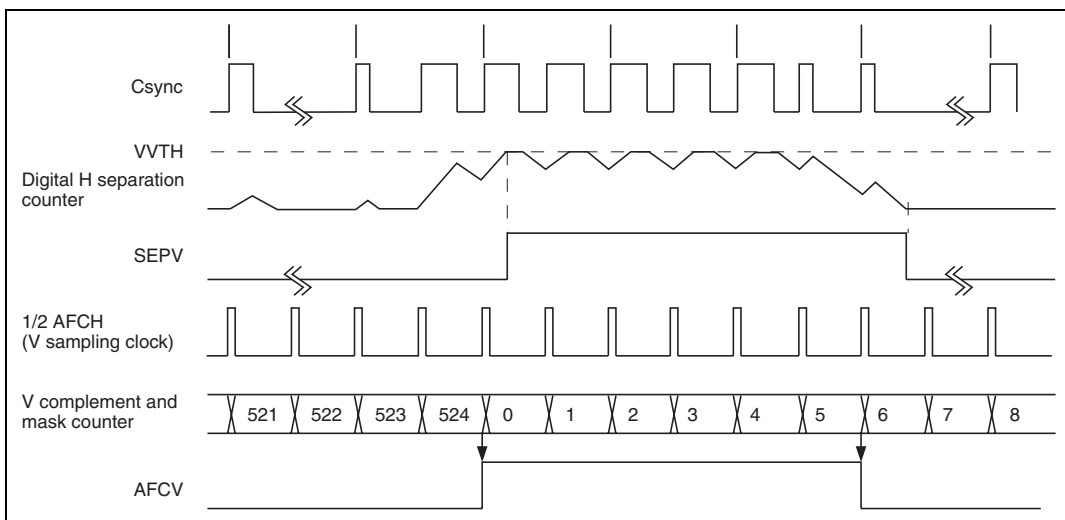 Csync
VVTH
Digital H separation
counter
SEPV
1/2 AFCH
(V sampling clock)
V complement and
mask counter
521 522 523 524 0 1 2 3 4 5 6 7 8
AFCV